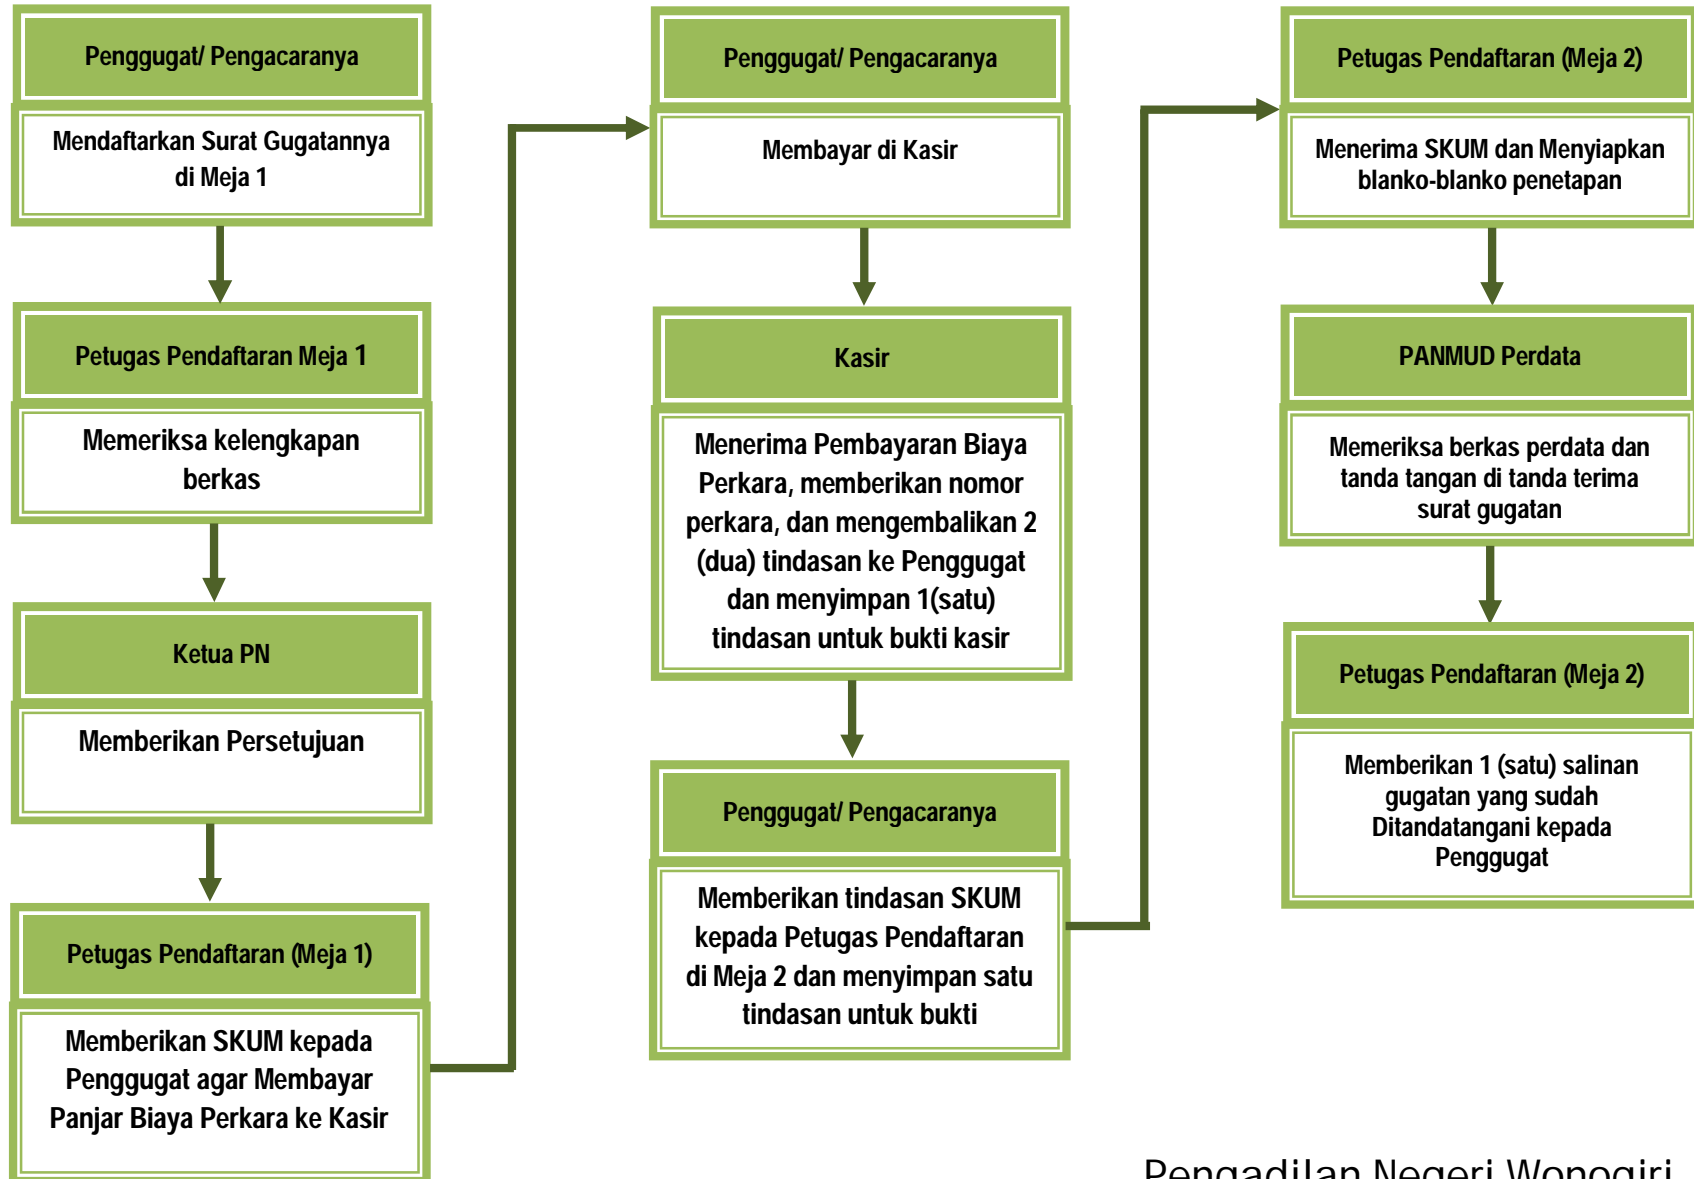 Penggugat/ Pengacaranya
Mendaftarkan Surat Gugatannya
di Meja 1
Petugas Pendaftaran Meja 1
Memeriksa kelengkapan
berkas
Ketua PN
Memberikan Persetujuan
Petugas Pendaftaran (Meja 1)
Memberikan SKUM kepada
Penggugat agar Membayar
Panjar Biaya Perkara ke Kasir
Penggugat/ Pengacaranya
Membayar di Kasir
Kasir
Menerima Pembayaran Biaya
Perkara, memberikan nomor
perkara, dan mengembalikan 2
(dua) tindasan ke Penggugat
dan menyimpan 1(satu)
tindasan untuk bukti kasir
Penggugat/ Pengacaranya
Memberikan tindasan SKUM
kepada Petugas Pendaftaran
di Meja 2 dan menyimpan satu
tindasan untuk bukti
Petugas Pendaftaran (Meja 2)
Menerima SKUM dan Menyiapkan
blanko-blanko penetapan
PANMUD Perdata
Memeriksa berkas perdata dan
tanda tangan di tanda terima
surat gugatan
Petugas Pendaftaran (Meja 2)
Memberikan 1 (satu) salinan
gugatan yang sudah
Ditandatangani kepada
Penggugat
Pengadilan Negeri Wonogiri